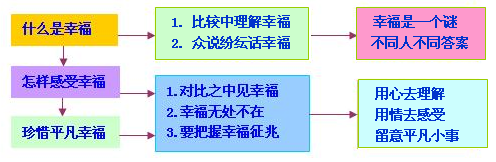 什么是幸福
1. 比较中理解幸福
2. 众说纷纭话幸福
幸福是一个谜
不同人不同答案
怎样感受幸福
珍惜平凡幸福
1.对比之中见幸福
2.幸福无处不在
3.要把握幸福征兆
用心去理解
用情去感受
留意平凡小事